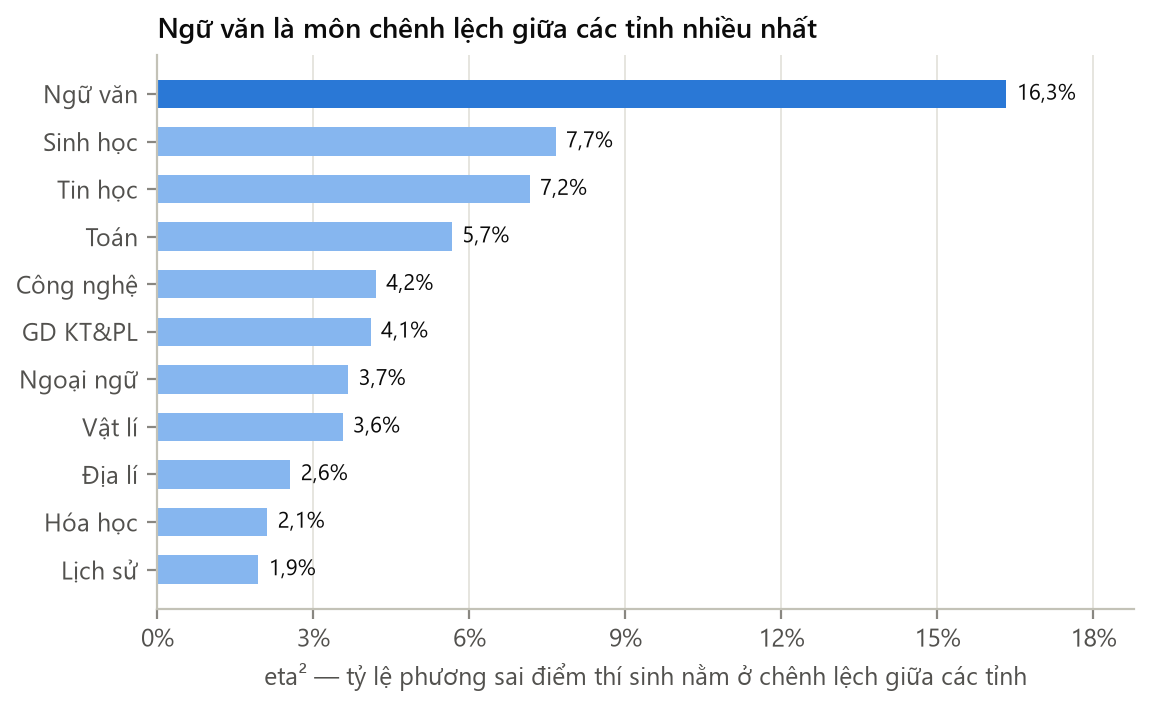 Ngữ văn là môn chênh lệch giữa các tỉnh nhiều nhất
Ngữ văn 16,3%
Sinh học 7,7%
Tin học 7,2%
Toán 5,7%
Công nghệ 4,2%
GD KT&PL 4,1%
Ngoại ngữ 3,7%
Vật lí 3,6%
Địa lí 2,6%
Hóa học 2,1%
Lịch sử 1,9%
0% 3% 6% 9% 12% 15% 18%
eta² — tỷ lệ phương sai điểm thí sinh nằm ở chênh lệch giữa các tỉnh